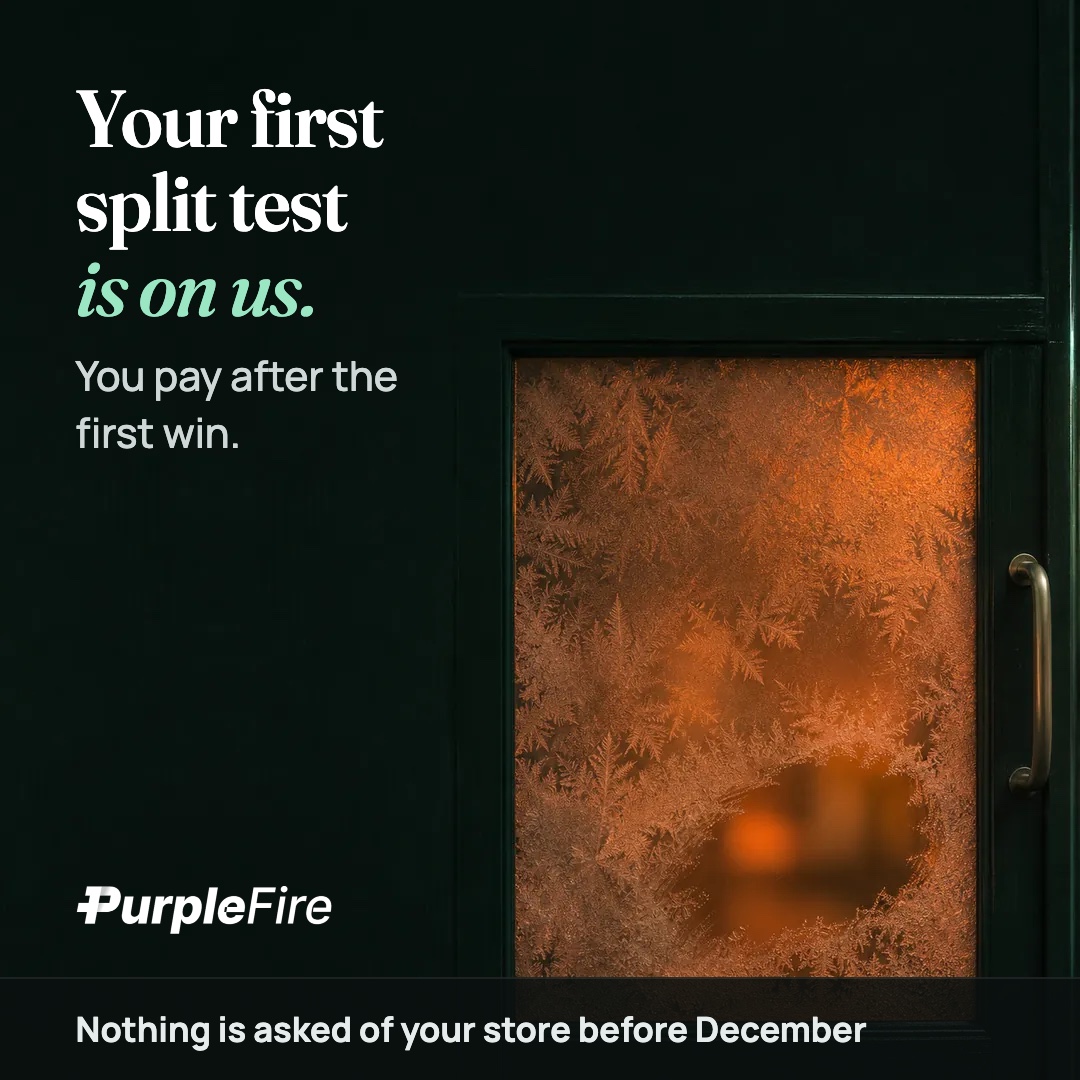 Your first
split test
is on us.
You pay after the
first win.
PurpleFire
Nothing is asked of your store before December